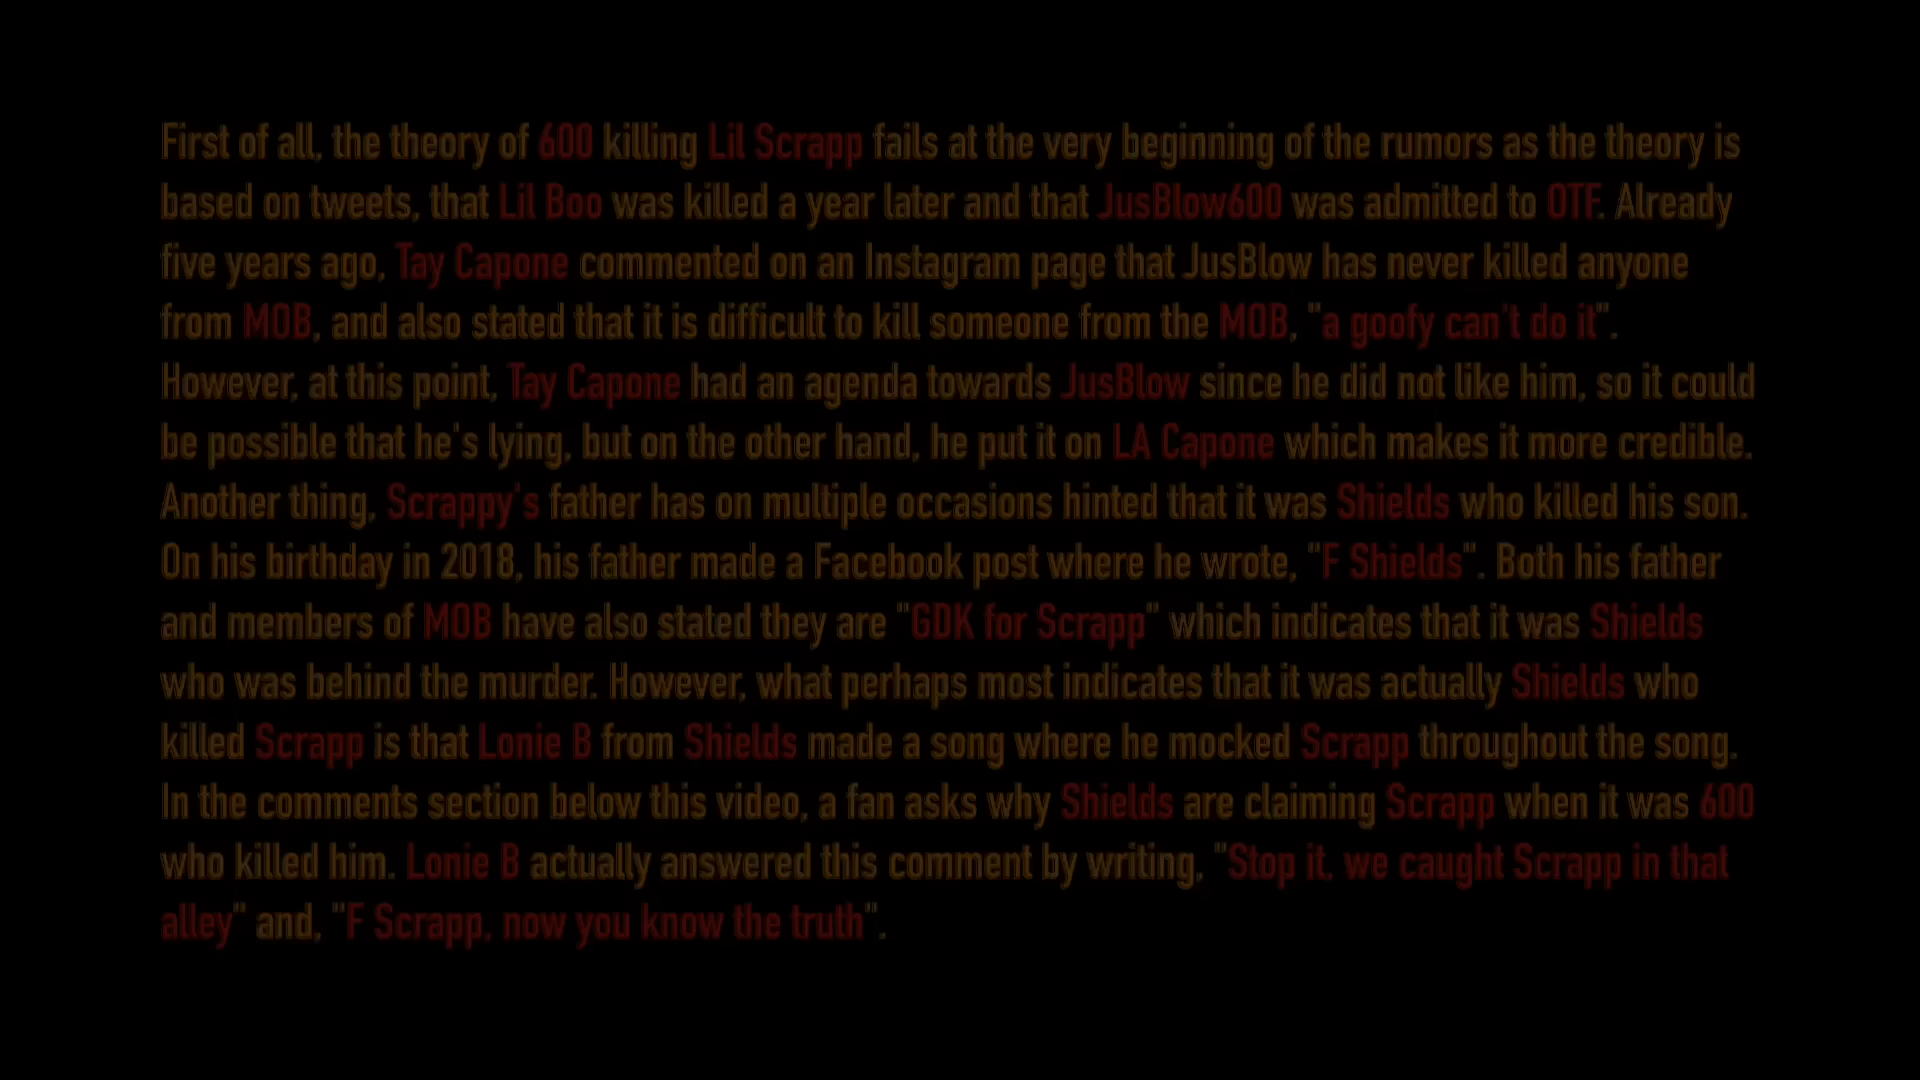 First of all, the theory of 600 killing Lil Scrapp fails at the very beginning of the rumors as the theory is
based on tweets, that Lil Boo was killed a year later and that JusBlow600 was admitted to OTF. Already
five years ago, Tay Capone commented on an Instagram page that JusBlow has never killed anyone
from MOB, and also stated that it is difficult to kill someone from the MOB, "a goofy can't do it".
However, at this point, Tay Capone had an agenda towards JusBlow since he did not like him, so it could
be possible that he's lying, but on the other hand, he put it on LA Capone which makes it more credible.
Another thing, Scrappy's father has on multiple occasions hinted that it was Shields who killed his son.
On his birthday in 2018, his father made a Facebook post where he wrote, "F Shields". Both his father
and members of MOB have also stated they are "GDK for Scrapp" which indicates that it was Shields
who was behind the murder. However, what perhaps most indicates that it was actually Shields who
killed Scrapp is that Lonie B from Shields made a song where he mocked Scrapp throughout the song.
In the comments section below this video, a fan asks why Shields are claiming Scrapp when it was 600
who killed him. Lonie B actually answered this comment by writing, "Stop it, we caught Scrapp in that
alley" and, "F Scrapp, now you know the truth".